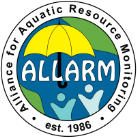 Alliance for Aquatic Resource Monitoring
ALLARM
• est. 1986 •